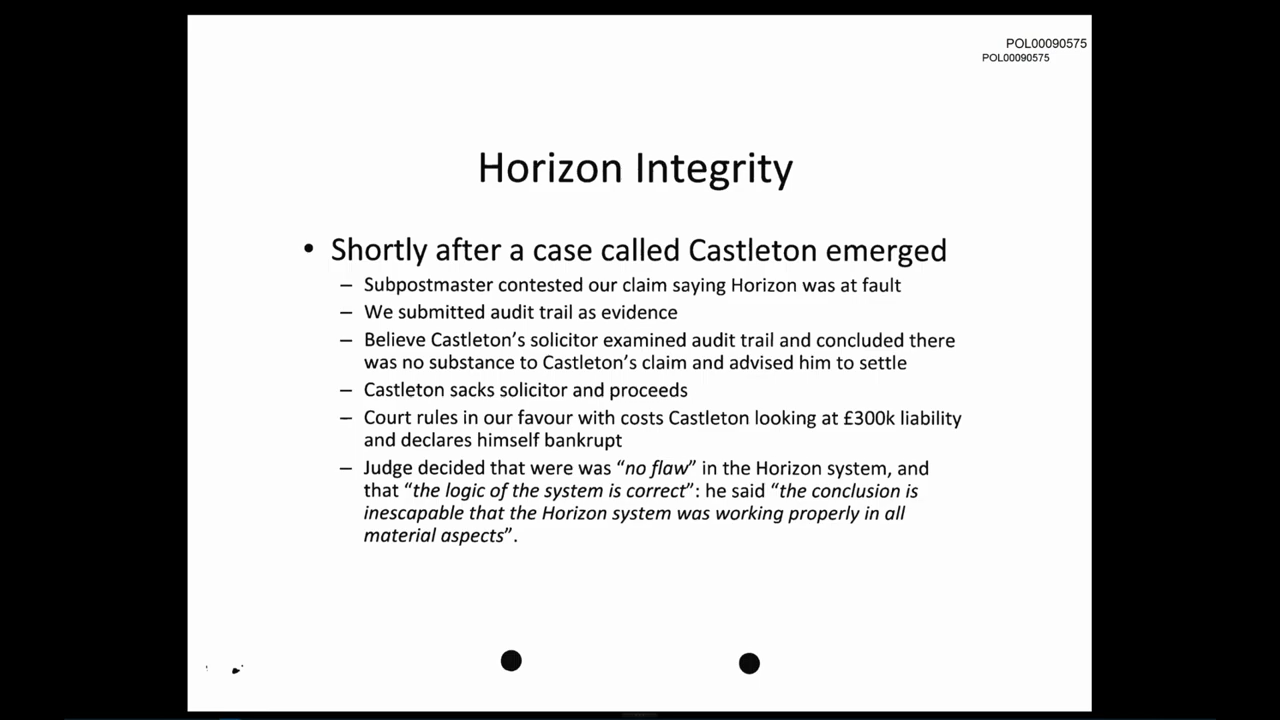 POL00090575
POL00090575
Horizon Integrity
• Shortly after a case called Castleton emerged
– Subpostmaster contested our claim saying Horizon was at fault
– We submitted audit trail as evidence
– Believe Castleton’s solicitor examined audit trail and concluded there
was no substance to Castleton’s claim and advised him to settle
– Castleton sacks solicitor and proceeds
– Court rules in our favour with costs Castleton looking at £300k liability
and declares himself bankrupt
– Judge decided that were was “no flaw” in the Horizon system, and
that “the logic of the system is correct”: he said “the conclusion is
inescapable that the Horizon system was working properly in all
material aspects”.